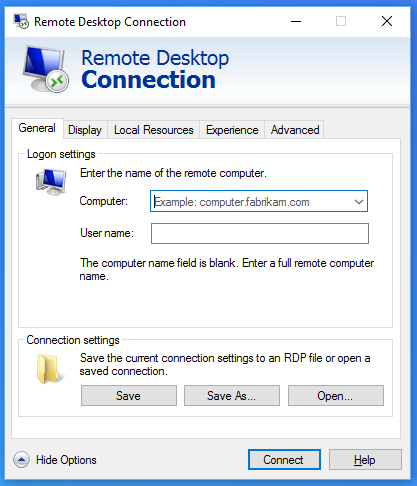 Remote Desktop Connection
Remote Desktop
Connection
General Display Local Resources Experience Advanced
Logon settings
Enter the name of the remote computer.
Computer: Example: computer.fabrikam.com
User name:
The computer name field is blank. Enter a full remote computer
name.
Connection settings
Save the current connection settings to an RDP file or open a
saved connection.
Save Save As... Open...
Hide Options Connect Help